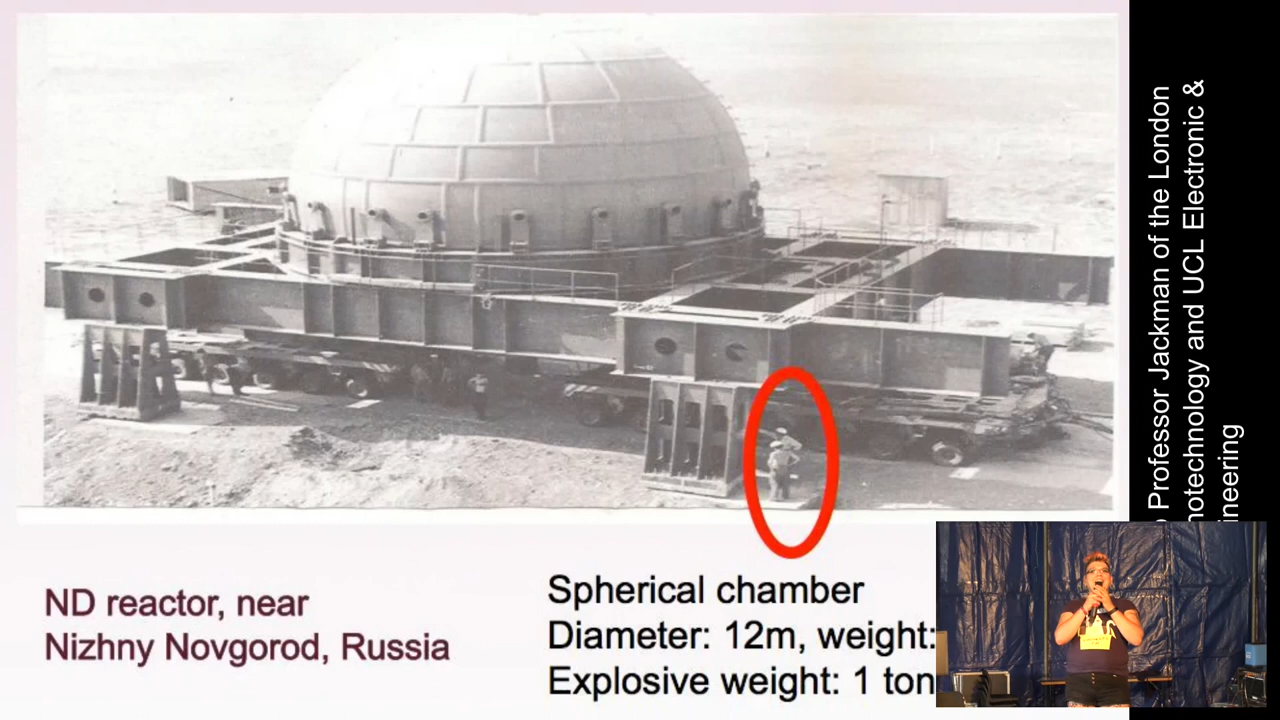 ND reactor, near
Nizhny Novgorod, Russia
Spherical chamber
Diameter: 12m, weight:
Explosive weight: 1 ton
Professor Jackman of the London
notechnology and UCL Electronic &
ineering